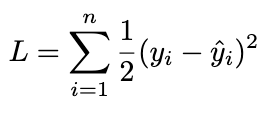 L = \sum_{i=1}^{n} \frac{1}{2}(y_i - \hat{y}_i)^2